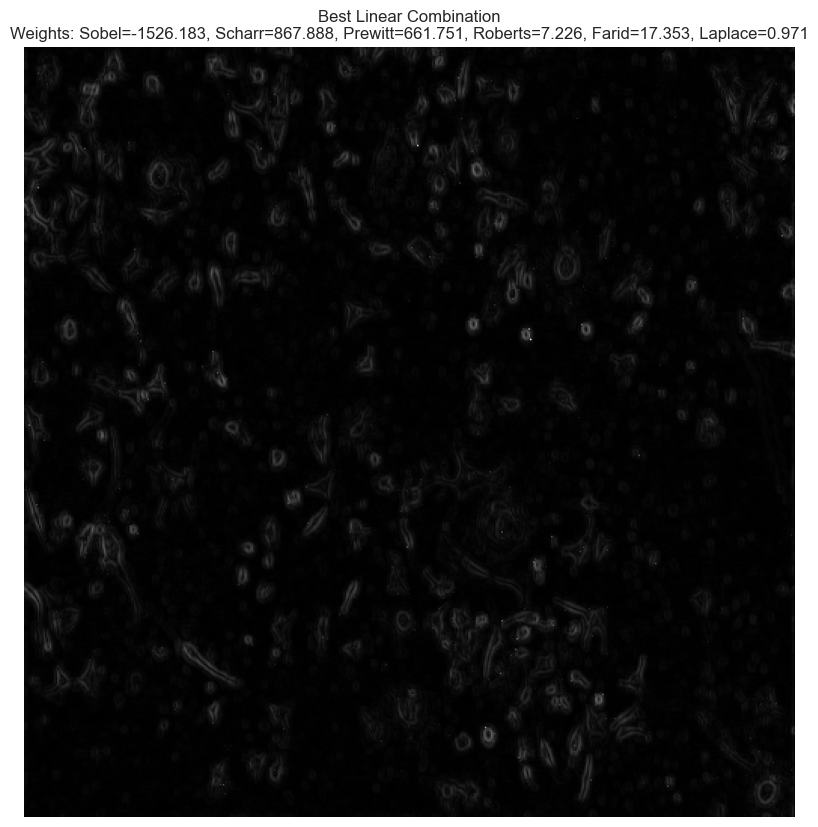 Best Linear Combination
Weights: Sobel=-1526.183, Scharr=867.888, Prewitt=661.751, Roberts=7.226, Farid=17.353, Laplace=0.971